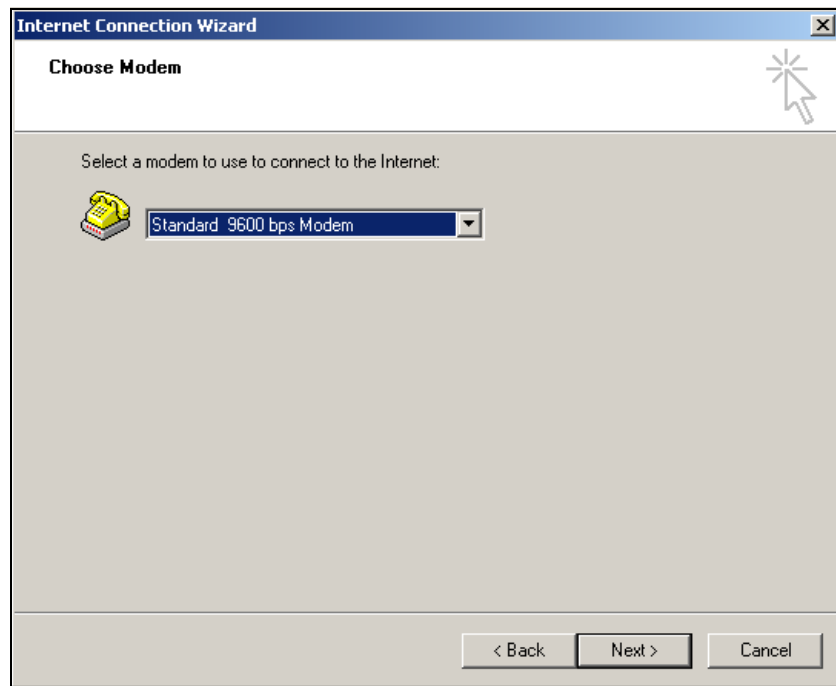 Internet Connection Wizard
Choose Modem
Select a modem to use to connect to the Internet:
Standard  9600 bps Modem
< Back
Next >
Cancel